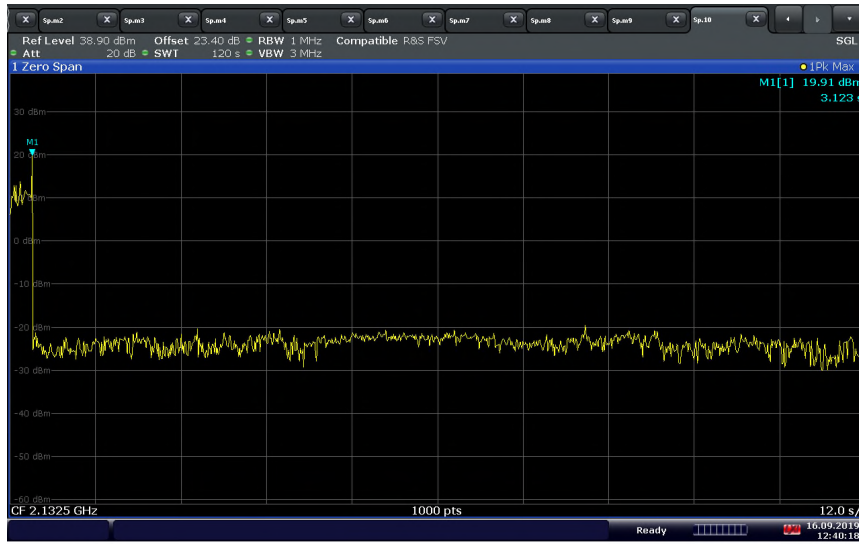 Sp.m2 X Sp.m3 X Sp.m4 X Sp.m5 X Sp.m6 X Sp.m7 X Sp.m8 X Sp.m9 X Sp.10 X
Ref Level 38.90 dBm Offset 23.40 dB RBW 1 MHz Compatible R&S FSV SGL
Att 20 dB SWT 120 s VBW 3 MHz
1 Zero Span 1Pk Max
M1[1] 19.91 dBm
3.123 s
30 dBm
M1
20 dBm
dBm
0 dBm
-10 dBm
-20 dBm
-30 dBm
-40 dBm
-50 dBm
-60 dBm
CF 2.1325 GHz 1000 pts 12.0 s/
Ready 16.09.2019
12:40:18